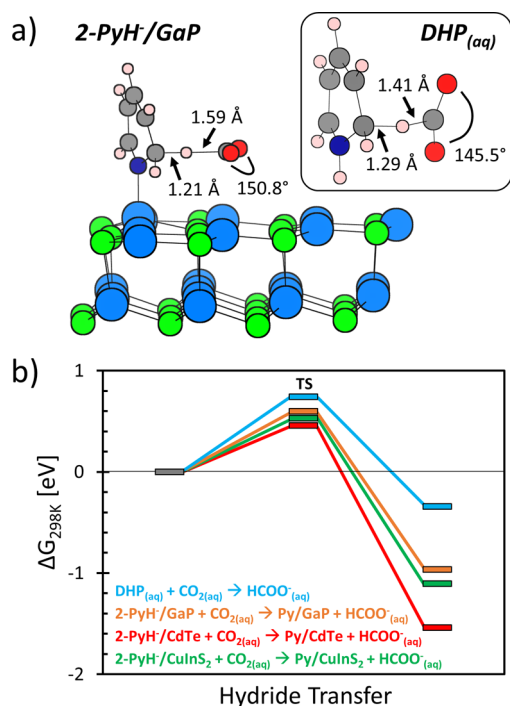 a)
2-PyH⁻/GaP
DHP(aq)
1.59 Å
1.21 Å
150.8°
1.41 Å
1.29 Å
145.5°
b)
TS
1
0
-1
-2
ΔG298K [eV]
DHP(aq) + CO2(aq) → HCOO⁻(aq)
2-PyH⁻/GaP + CO2(aq) → Py/GaP + HCOO⁻(aq)
2-PyH⁻/CdTe + CO2(aq) → Py/CdTe + HCOO⁻(aq)
2-PyH⁻/CuInS2 + CO2(aq) → Py/CuInS2 + HCOO⁻(aq)
Hydride Transfer